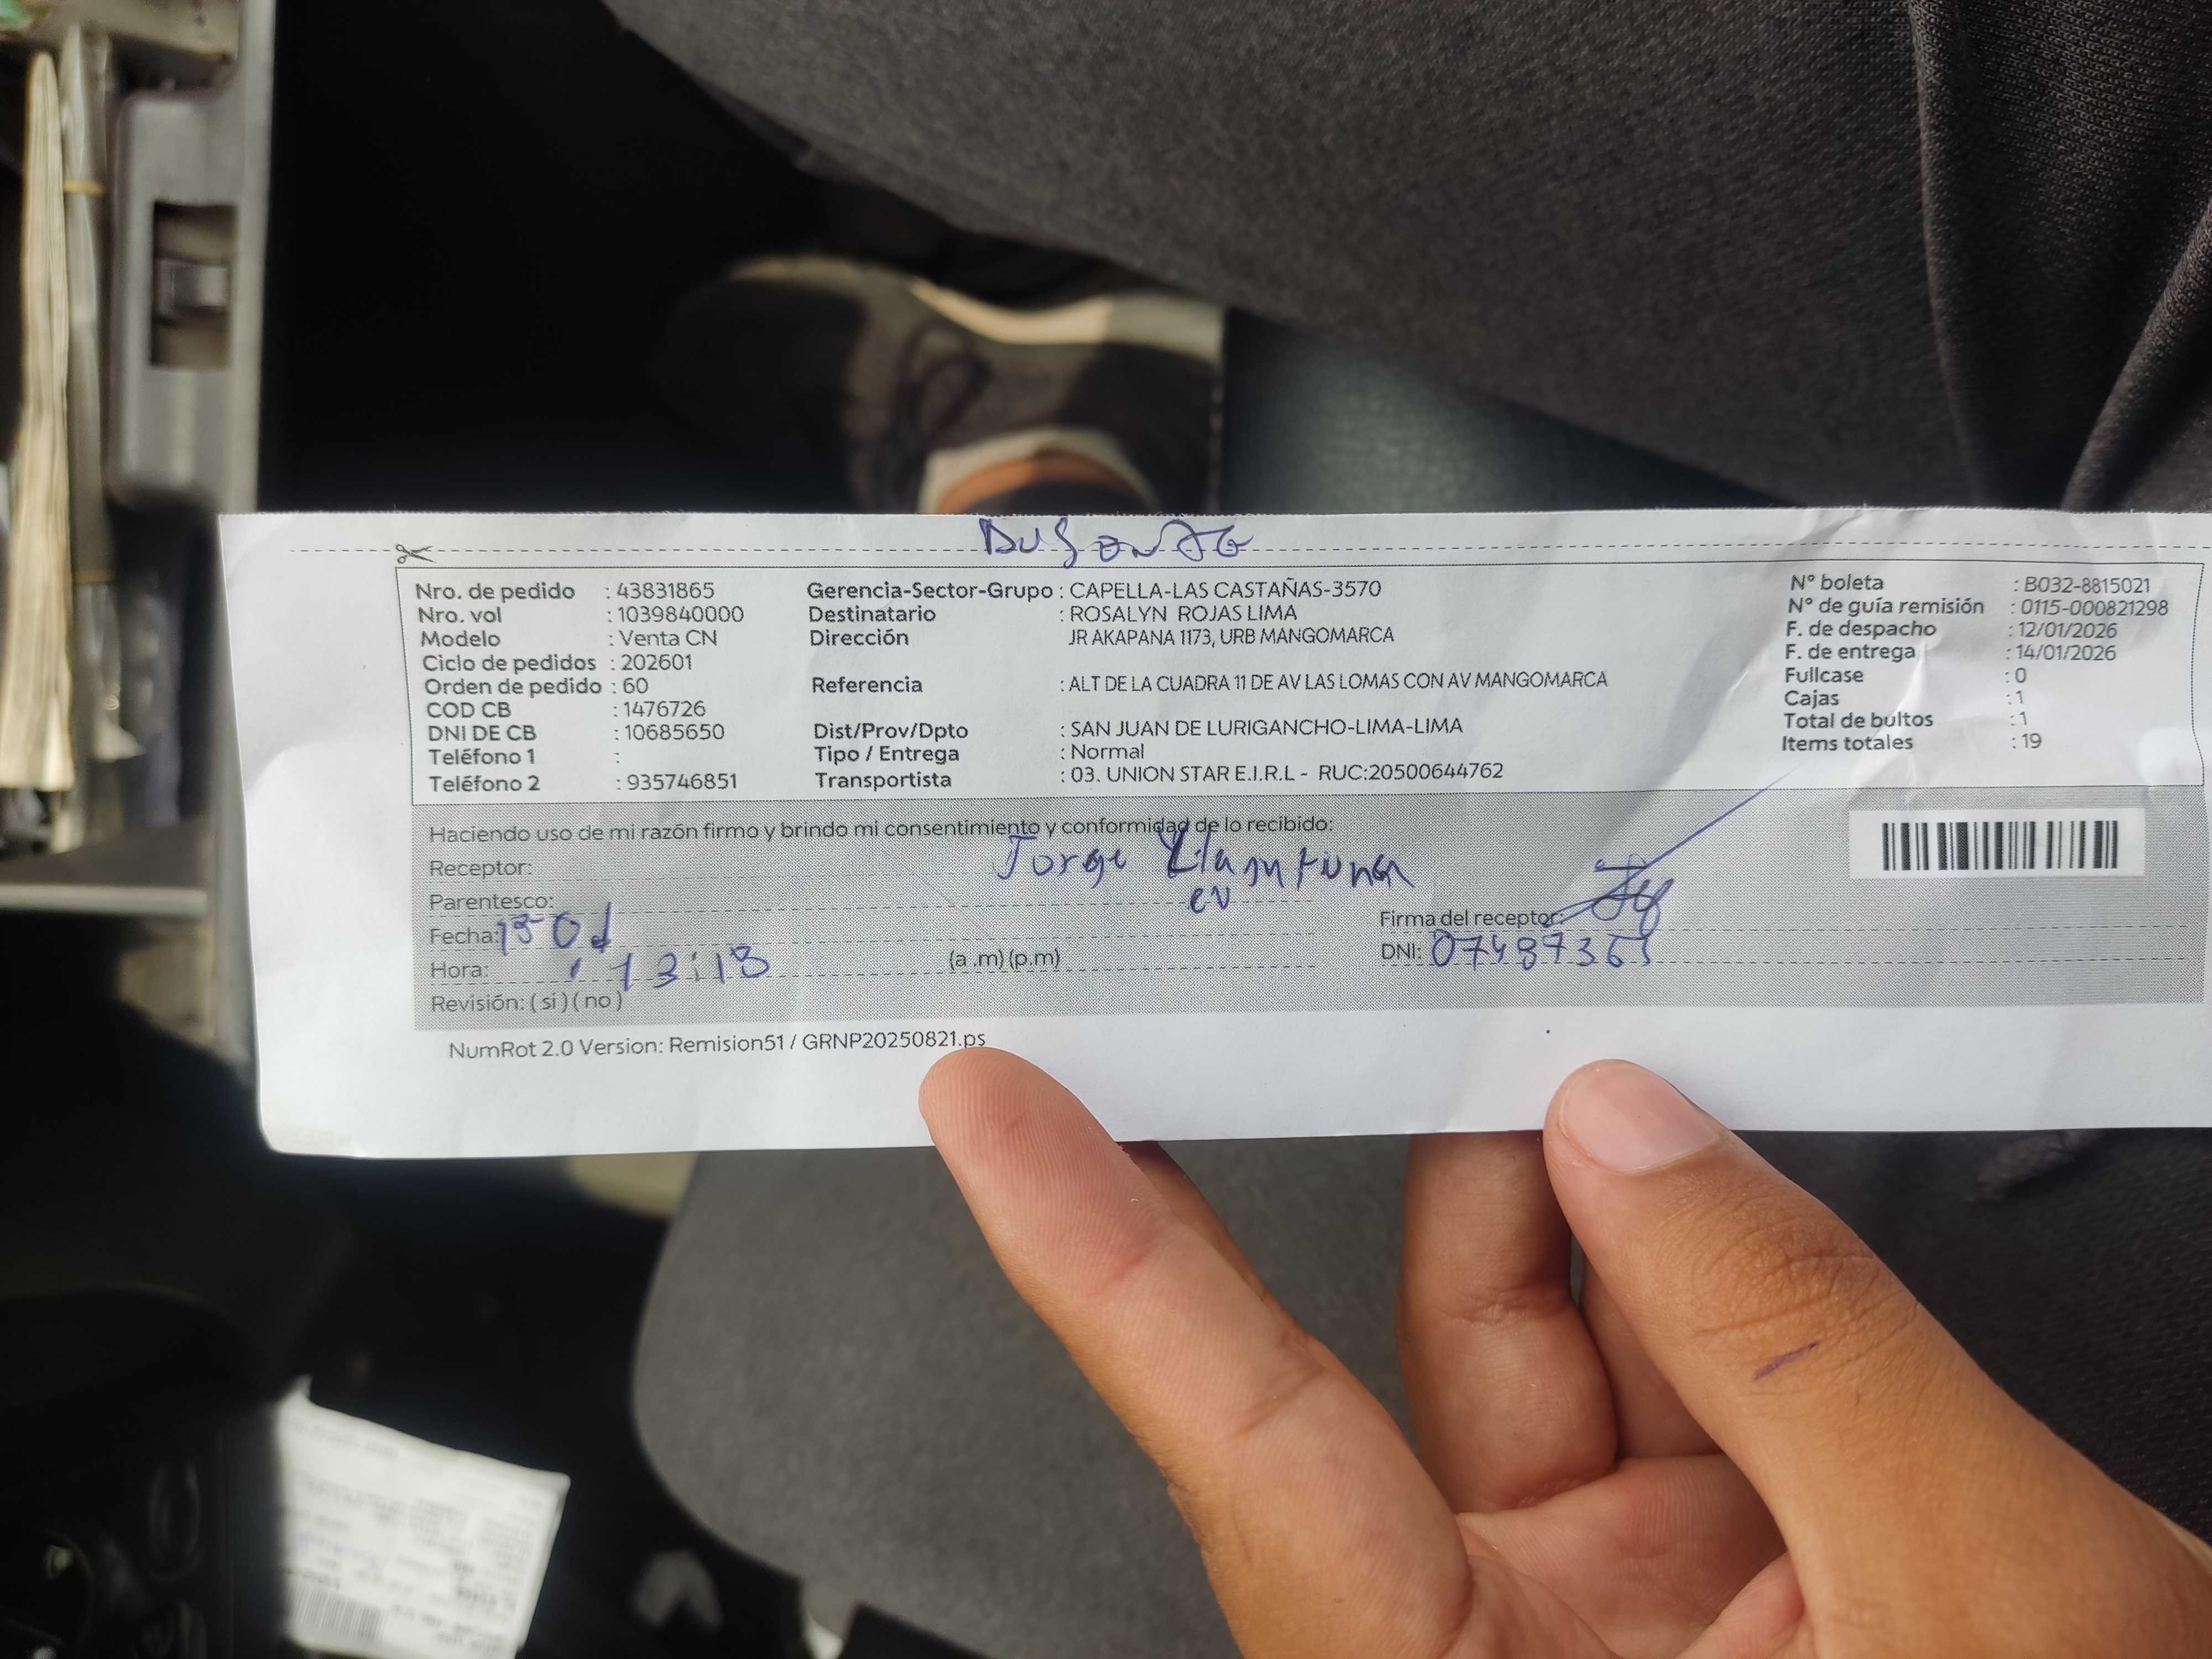 Nro. de pedido : 43831865
Nro. vol : 1039840000
Modelo : Venta CN
Ciclo de pedidos : 202601
Orden de pedido : 60
COD CB : 1476726
DNI DE CB : 10685650
Teléfono 1 :
Teléfono 2 : 935746851
Gerencia-Sector-Grupo : CAPELLA-LAS CASTAÑAS-3570
Destinatario : ROSALYN ROJAS LIMA
Dirección JR AKAPANA 1173, URB MANGOMARCA
Referencia : ALT DE LA CUADRA 11 DE AV LAS LOMAS CON AV MANGOMARCA
Dist/Prov/Dpto : SAN JUAN DE LURIGANCHO-LIMA-LIMA
Tipo / Entrega : Normal
Transportista : 03. UNION STAR E.I.R.L - RUC:20500644762
N° boleta : B032-8815021
N° de guía remisión : 0115-000821298
F. de despacho : 12/01/2026
F. de entrega : 14/01/2026
Fullcase : 0
Cajas : 1
Total de bultos : 1
Items totales : 19
Haciendo uso de mi razón firmo y brindo mi consentimiento y conformidad de lo recibido:
Receptor: Jorge
Parentesco:
Fecha:
Hora: 13:18 (a .m) (p.m)
Revisión: ( si ) ( no )
Firma del receptor:
DNI:
NumRot 2.0 Version: Remision51 / GRNP20250821.ps